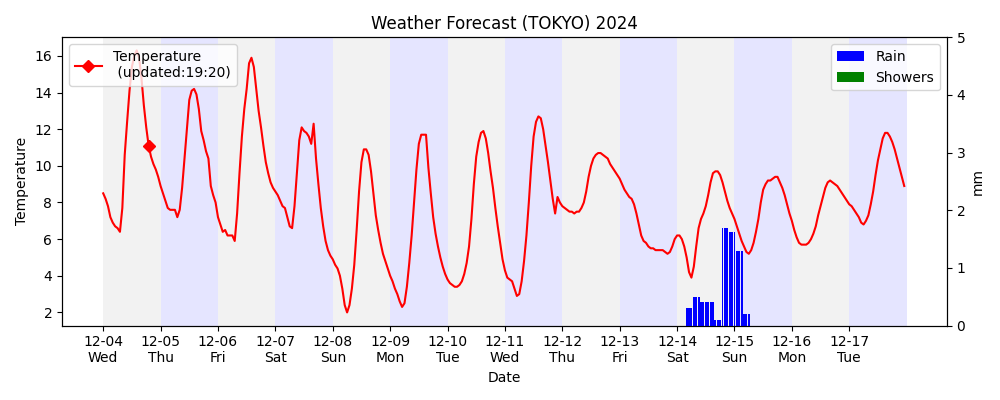 Weather Forecast (TOKYO) 2024
Temperature
(updated:19:20)
Rain
Showers
Temperature
16
14
12
10
8
6
4
2
5
4
3
2
1
0
mm
12-04 12-05 12-06 12-07 12-08 12-09 12-10 12-11 12-12 12-13 12-14 12-15 12-16 12-17
Wed Thu Fri Sat Sun Mon Tue Wed Thu Fri Sat Sun Mon Tue
Date